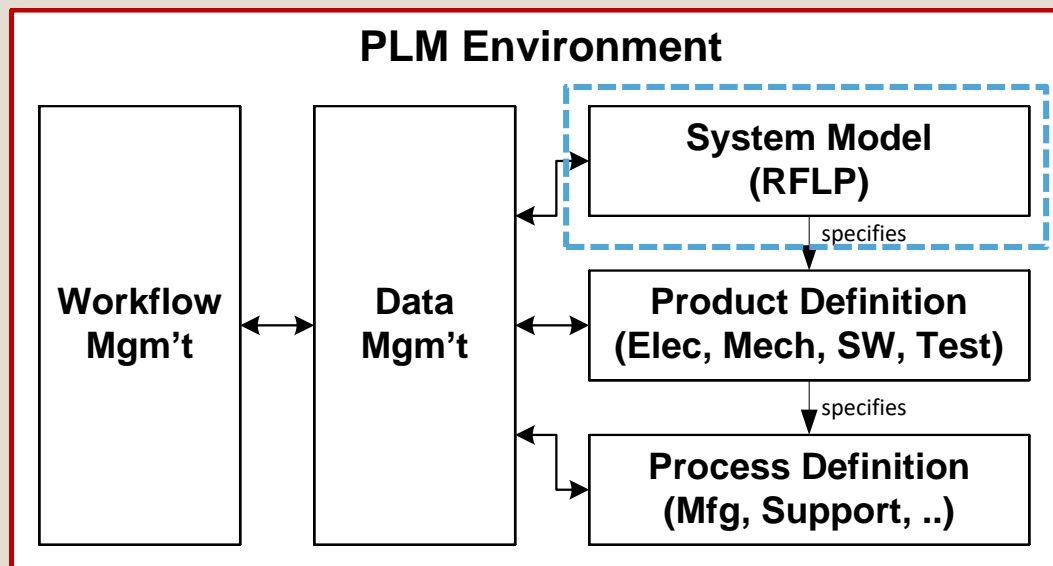 PLM Environment
System Model
(RFLP)
specifies
Workflow
Mgm’t
Data
Mgm’t
Product Definition
(Elec, Mech, SW, Test)
specifies
Process Definition
(Mfg, Support, ..)